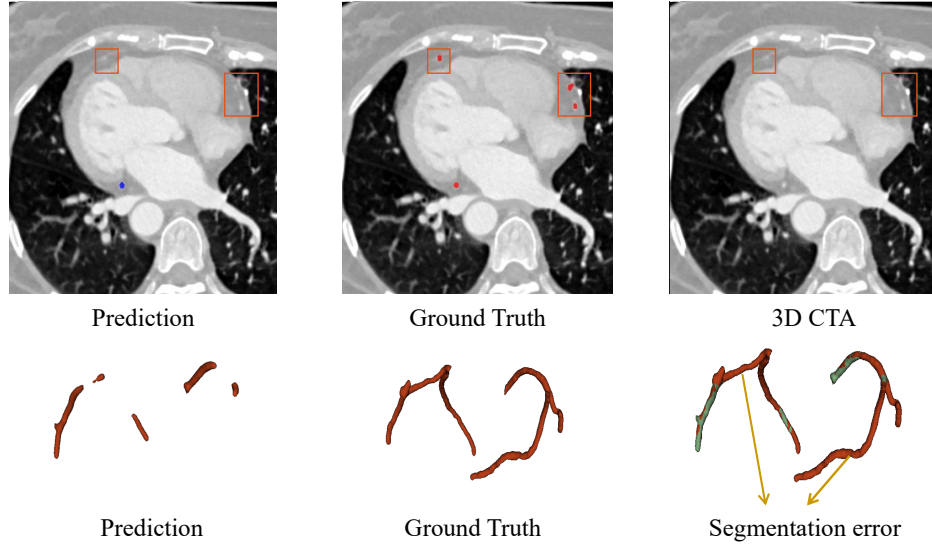 Prediction
Ground Truth
3D CTA
Prediction
Ground Truth
Segmentation error